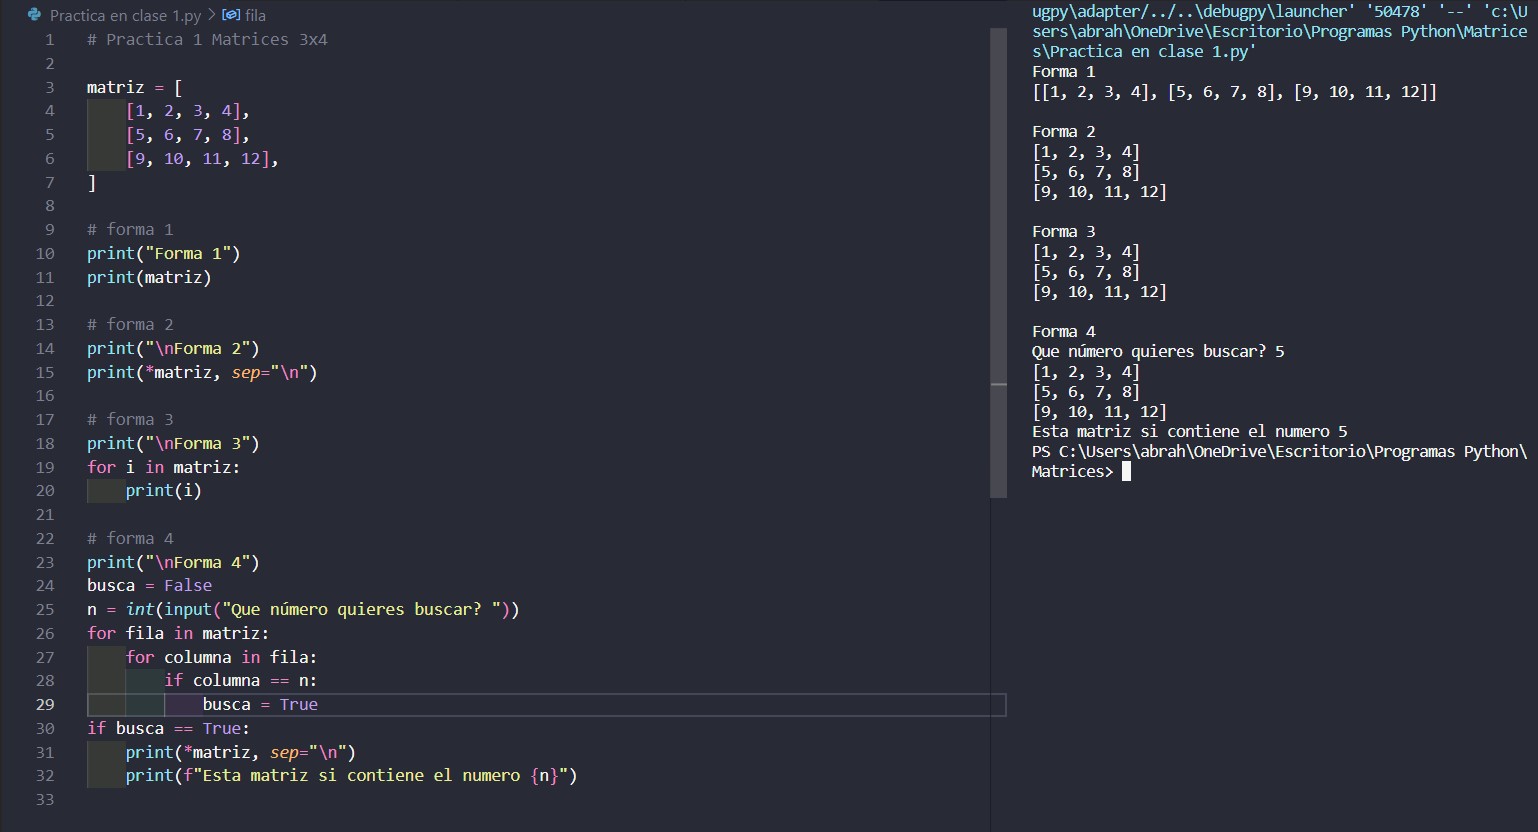 Practica en clase 1.py > fila
1 # Practica 1 Matrices 3x4
2
3 matriz = [
4     [1, 2, 3, 4],
5     [5, 6, 7, 8],
6     [9, 10, 11, 12],
7 ]
8
9 # forma 1
10 print("Forma 1")
11 print(matriz)
12
13 # forma 2
14 print("\nForma 2")
15 print(*matriz, sep="\n")
16
17 # forma 3
18 print("\nForma 3")
19 for i in matriz:
20     print(i)
21
22 # forma 4
23 print("\nForma 4")
24 busca = False
25 n = int(input("Que número quieres buscar? "))
26 for fila in matriz:
27     for columna in fila:
28         if columna == n:
29             busca = True
30 if busca == True:
31     print(*matriz, sep="\n")
32     print(f"Esta matriz si contiene el numero {n}")
33
ugpy\adapter/../..\debugpy\launcher' '50478' '--' 'c:\U
sers\abrah\OneDrive\Escritorio\Programas Python\Matrice
s\Practica en clase 1.py'
Forma 1
[[1, 2, 3, 4], [5, 6, 7, 8], [9, 10, 11, 12]]

Forma 2
[1, 2, 3, 4]
[5, 6, 7, 8]
[9, 10, 11, 12]

Forma 3
[1, 2, 3, 4]
[5, 6, 7, 8]
[9, 10, 11, 12]

Forma 4
Que número quieres buscar? 5
[1, 2, 3, 4]
[5, 6, 7, 8]
[9, 10, 11, 12]
Esta matriz si contiene el numero 5
PS C:\Users\abrah\OneDrive\Escritorio\Programas Python\
Matrices>